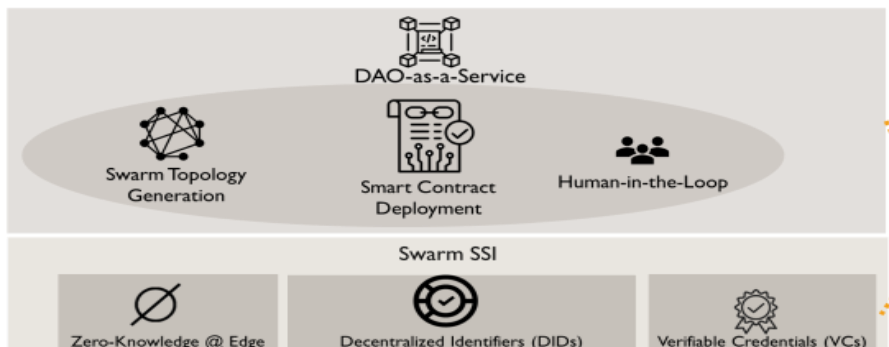 DAO-as-a-Service
Swarm Topology
Generation
Smart Contract
Deployment
Human-in-the-Loop
Swarm SSI
Zero-Knowledge @ Edge
Decentralized Identifiers (DIDs)
Verifiable Credentials (VCs)